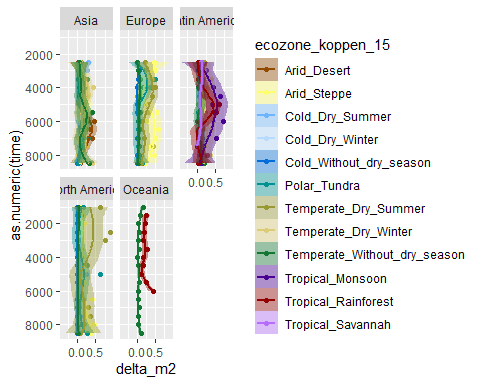 Asia Europe atin Americ
ecozone_koppen_15
2000
4000
6000
8000
Arid_Desert
Arid_Steppe
Cold_Dry_Summer
Cold_Dry_Winter
Cold_Without_dry_season
Polar_Tundra
Temperate_Dry_Summer
Temperate_Dry_Winter
Temperate_Without_dry_season
Tropical_Monsoon
Tropical_Rainforest
Tropical_Savannah
0.00.5
orth Americ Oceania
2000
4000
6000
8000
0.00.5 0.00.5
delta_m2
as.numeric(time)